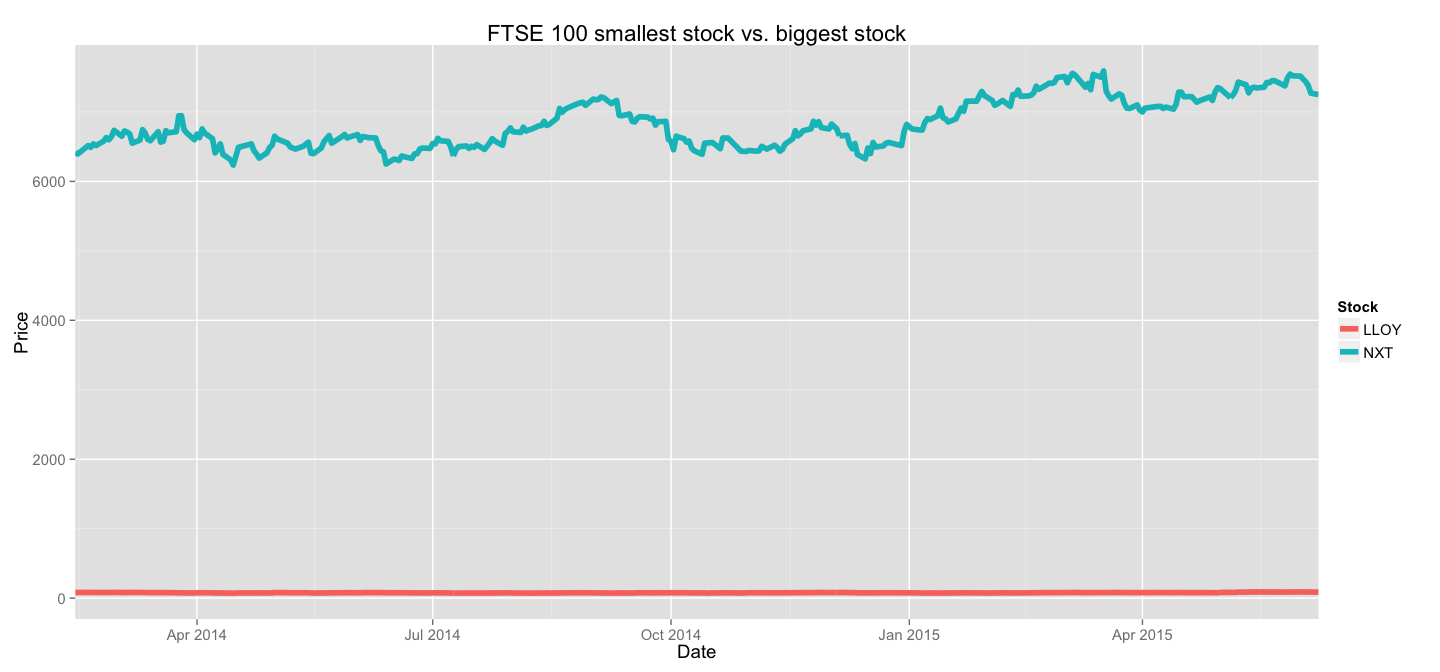 FTSE 100 smallest stock vs. biggest stock
Price
6000
4000
2000
0
Apr 2014
Jul 2014
Oct 2014
Jan 2015
Apr 2015
Date
Stock
LLOY
NXT